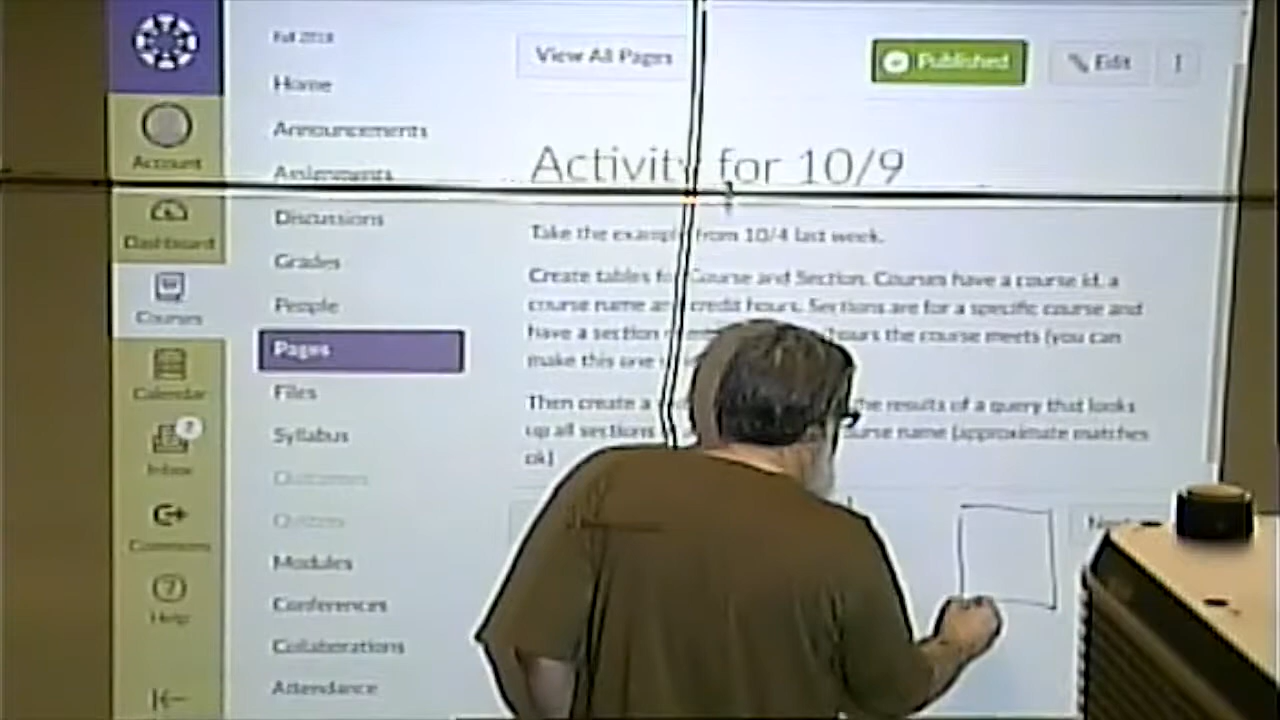 Fall 2018
Home
Announcements
Assignments
Discussions
Grades
People
Pages
Files
Syllabus
Outcomes
Quizzes
Modules
Conferences
Collaborations
Attendance
Account
Dashboard
Courses
Calendar
Inbox
Commons
Help
View All Pages
Published
Edit
Activity for 10/9
Take the example from 10/4 last week.
Create tables for Course and Section. Courses have a course id, a
course name and credit hours. Sections are for a specific course and
have a section hours the course meets (you can
make this one
Then create a the results of a query that looks
up all sections course name (approximate matches
ok)